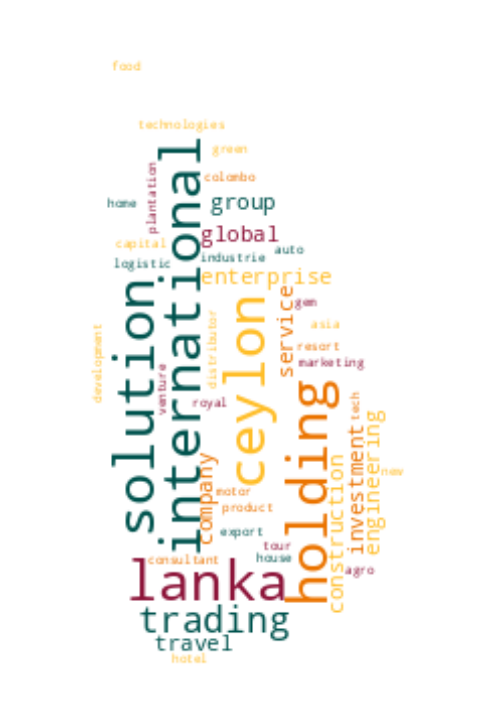 food
technologies
green
international
plantation
colombo
home
group
global
capital
auto
logistic
industrie
enterprise
solution
service
ceylon
gem
distributor
asia
development
resort
marketing
venture
holding
tech
royal
engineering
investment
company
construction
new
motor
product
export
tour
house
consultant
lanka
agro
trading
travel
hotel